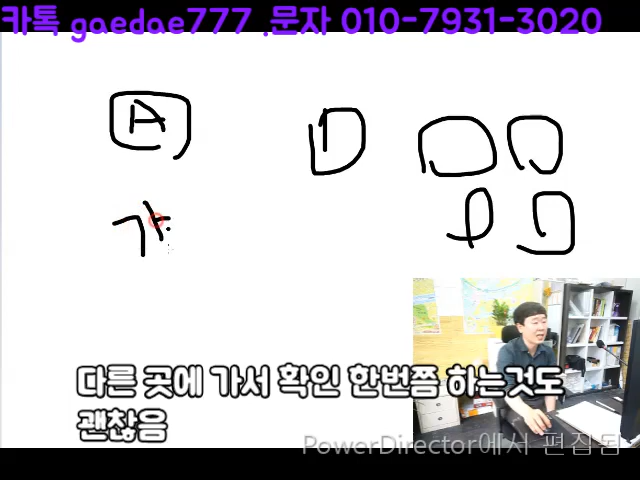 카톡 gaedae777 .문자 010-7931-3020
A
가
다른 곳에 가서 확인 한번쯤 하는것도
괜찮음
PowerDirector에서 편집됨